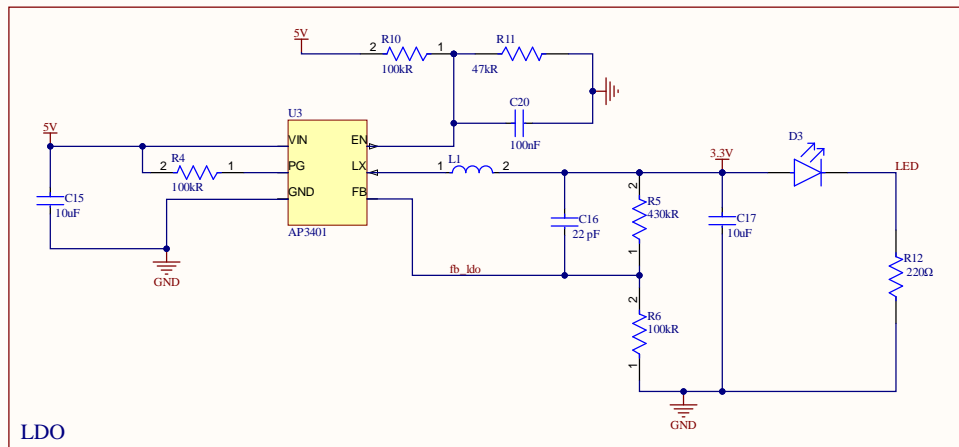 5V
2
R10
1
100kR
R11
47kR
C20
100nF
U3
5V
VIN
EN
2
R4
1
100kR
PG
LX
1
L1
2
GND
FB
C15
10uF
AP3401
GND
3.3V
D3
LED
2
R5
430kR
1
C16
22 pF
C17
10uF
fb_ldo
R12
220Ω
2
R6
100kR
1
GND
LDO